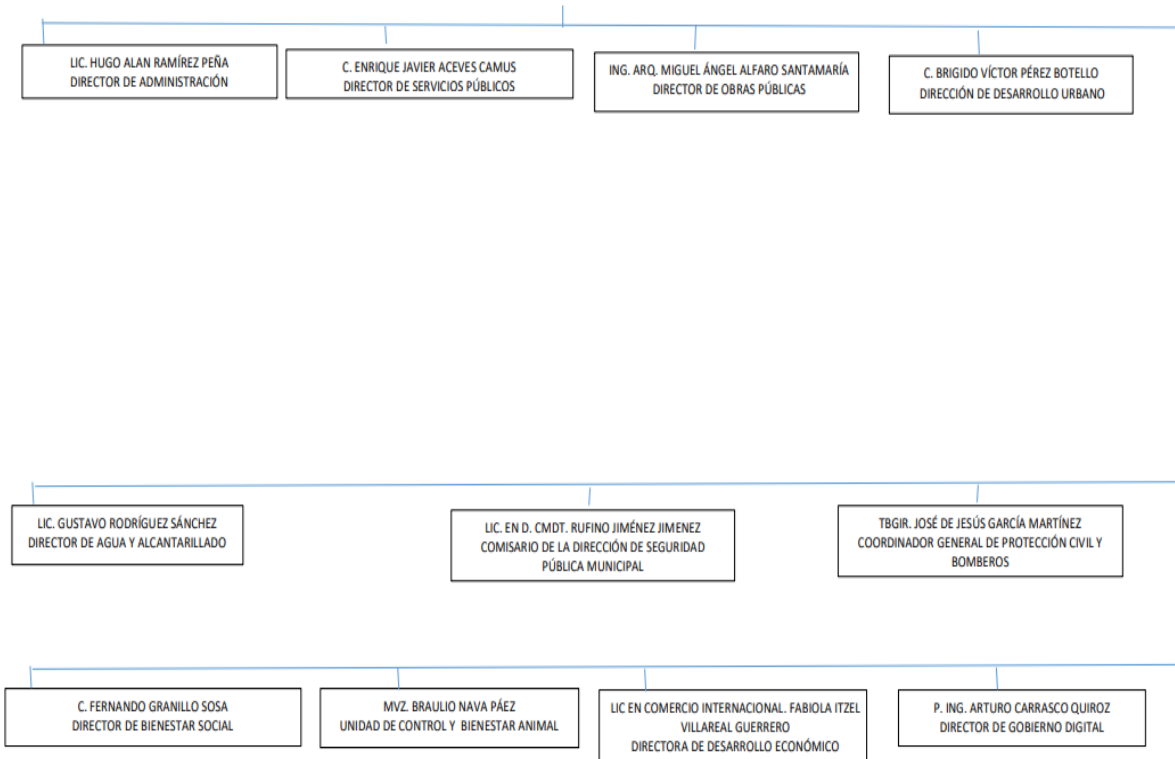 LIC. HUGO ALAN RAMÍREZ PEÑA
DIRECTOR DE ADMINISTRACIÓN
C. ENRIQUE JAVIER ACEVES CAMUS
DIRECTOR DE SERVICIOS PÚBLICOS
ING. ARQ. MIGUEL ÁNGEL ALFARO SANTAMARÍA
DIRECTOR DE OBRAS PÚBLICAS
C. BRIGIDO VÍCTOR PÉREZ BOTELLO
DIRECCIÓN DE DESARROLLO URBANO
LIC. GUSTAVO RODRÍGUEZ SÁNCHEZ
DIRECTOR DE AGUA Y ALCANTARILLADO
LIC. EN D. CMDT. RUFINO JIMÉNEZ JIMENEZ
COMISARIO DE LA DIRECCIÓN DE SEGURIDAD
PÚBLICA MUNICIPAL
TBGIR. JOSÉ DE JESÚS GARCÍA MARTÍNEZ
COORDINADOR GENERAL DE PROTECCIÓN CIVIL Y
BOMBEROS
C. FERNANDO GRANILLO SOSA
DIRECTOR DE BIENESTAR SOCIAL
MVZ. BRAULIO NAVA PÁEZ
UNIDAD DE CONTROL Y BIENESTAR ANIMAL
LIC EN COMERCIO INTERNACIONAL. FABIOLA ITZEL
VILLAREAL GUERRERO
DIRECTORA DE DESARROLLO ECONÓMICO
P. ING. ARTURO CARRASCO QUIROZ
DIRECTOR DE GOBIERNO DIGITAL